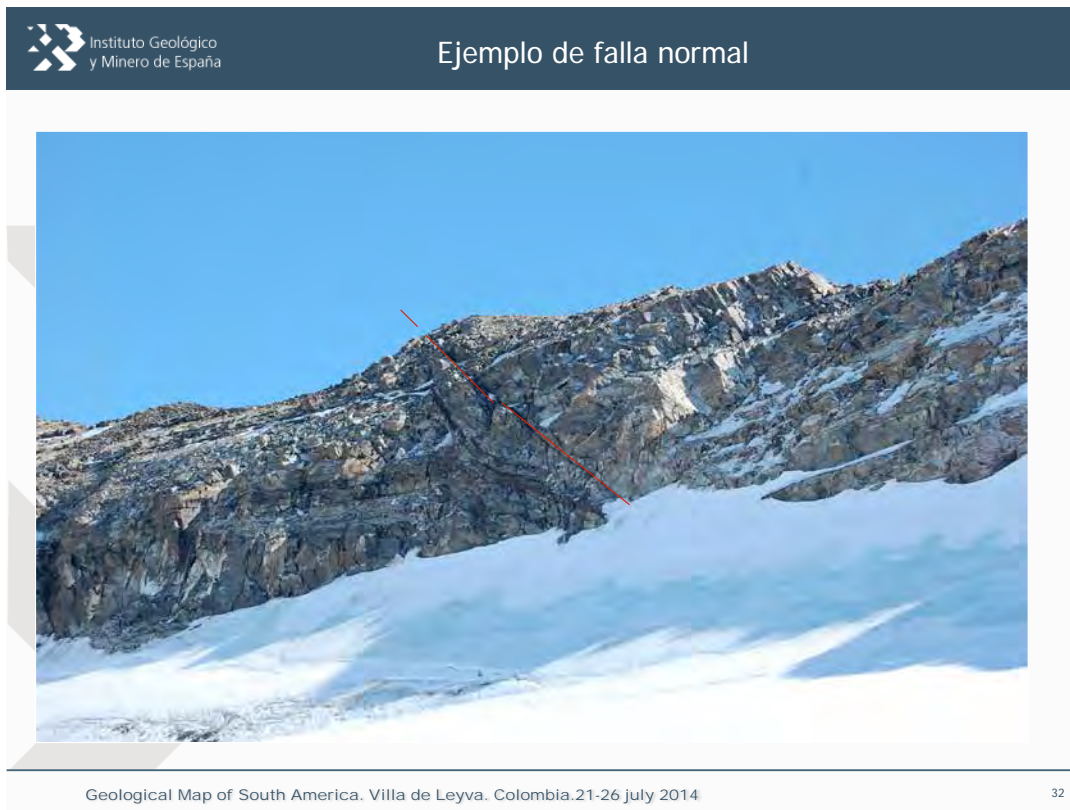 Instituto Geológico
y Minero de España
Ejemplo de falla normal
Geological Map of South America. Villa de Leyva. Colombia.21-26 july 2014
32